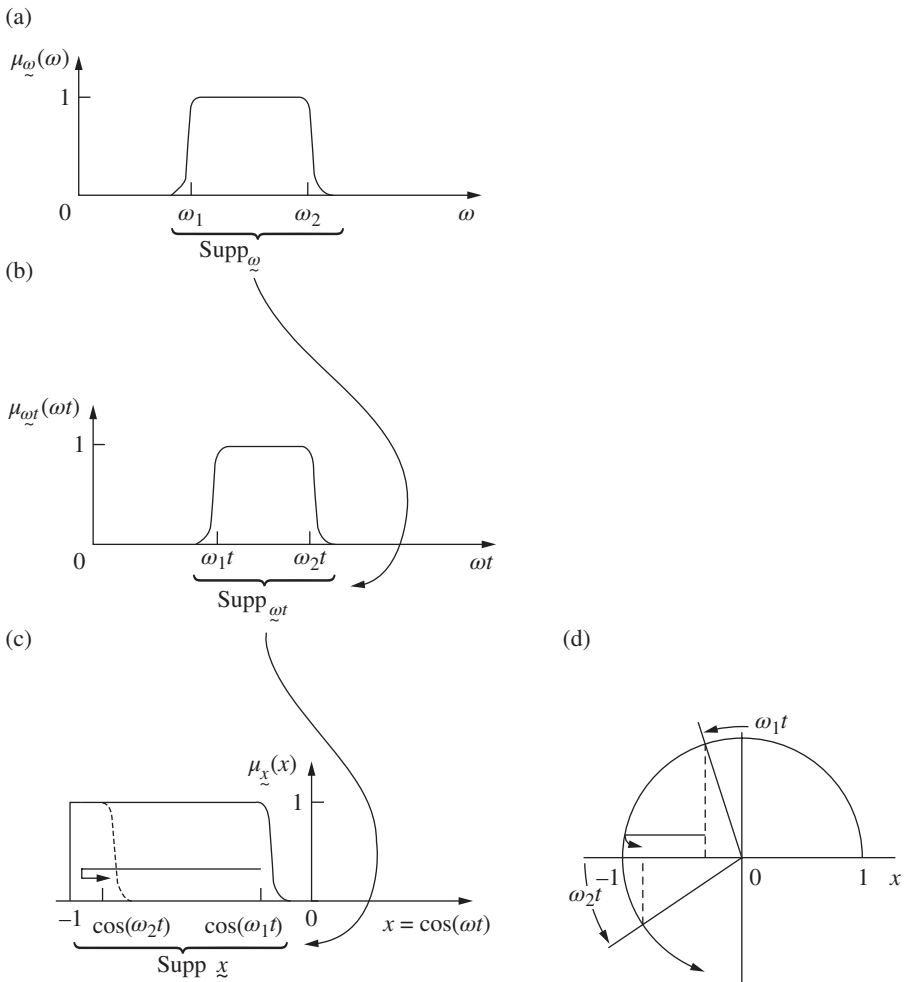 (a)
μω(ω)
1
0
ω1
ω2
ω
Suppω
(b)
μωt(ωt)
1
0
ω1t
ω2t
ωt
Suppωt
(c)
μx(x)
1
−1
cos(ω2t)
cos(ω1t)
0
x = cos(ωt)
Supp x
(d)
ω1t
−1
0
1
x
ω2t